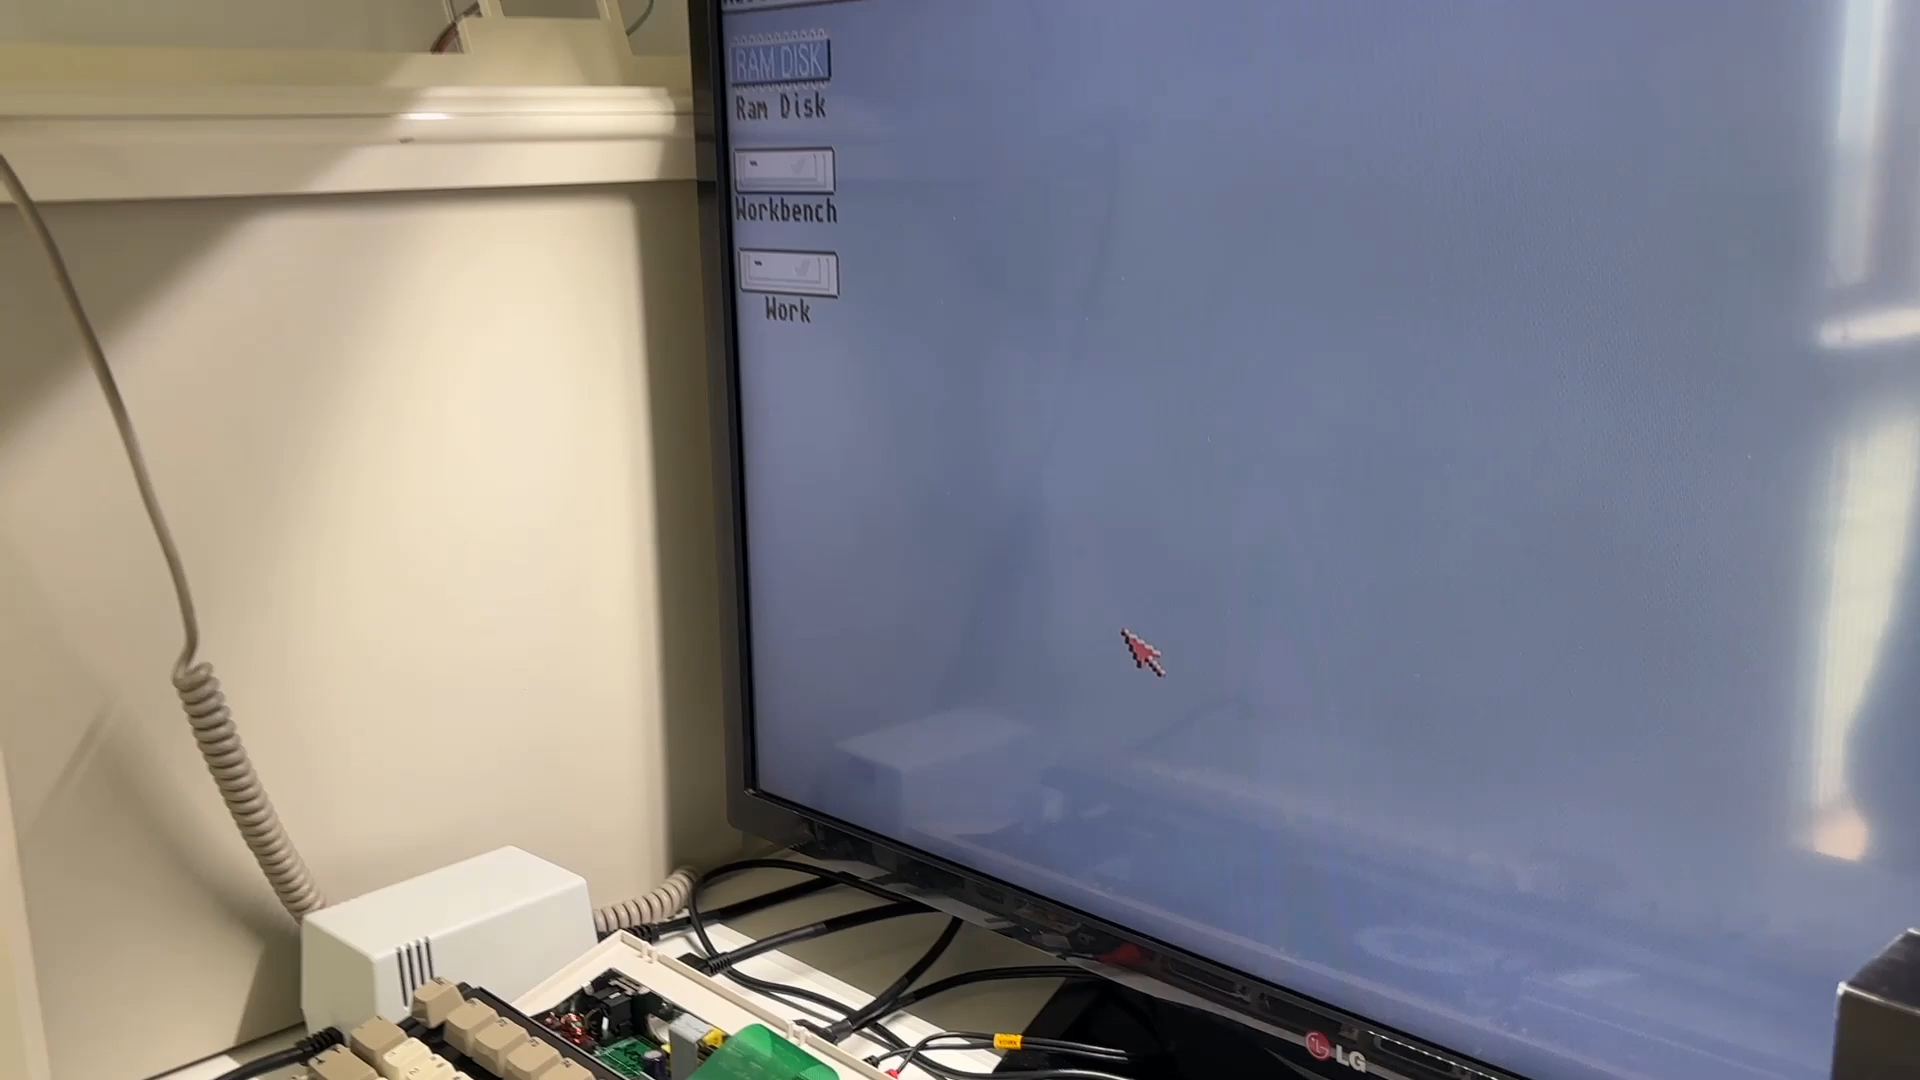 RAM DISK
Ram Disk
Workbench
Work
LG